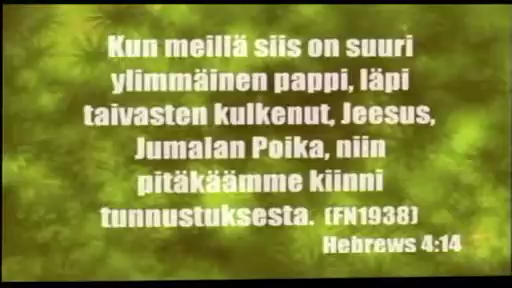 Kun meillä siis on suuri
ylimmäinen pappi, läpi
taivasten kulkenut, Jeesus,
Jumalan Poika, niin
pitäkäämme kiinni
tunnustuksesta. (FN1938)
Hebrews 4:14